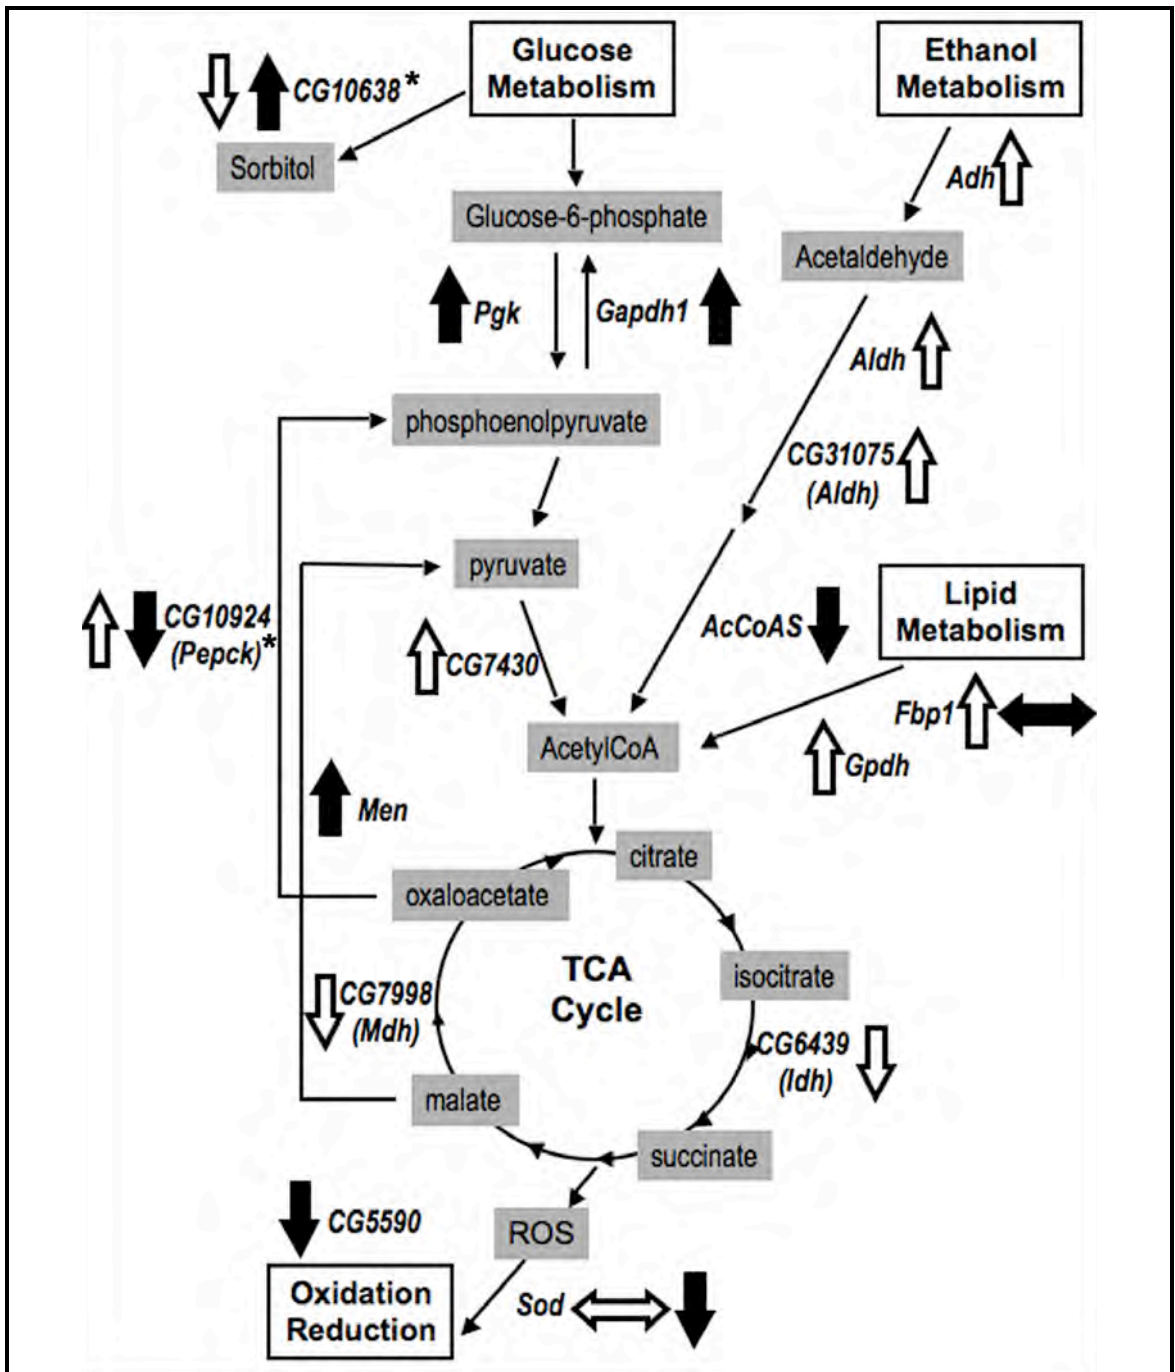 Glucose
Metabolism
Ethanol
Metabolism
CG10638*
Sorbitol
Adh
Glucose-6-phosphate
Acetaldehyde
Pgk
Gapdh1
Aldh
phosphoenolpyruvate
CG31075
(Aldh)
pyruvate
Lipid
Metabolism
CG10924
(Pepck)*
AcCoAS
CG7430
Fbp1
AcetylCoA
Gpdh
Men
citrate
oxaloacetate
TCA
Cycle
isocitrate
CG7998
(Mdh)
CG6439
(Idh)
malate
succinate
CG5590
ROS
Oxidation
Reduction
Sod